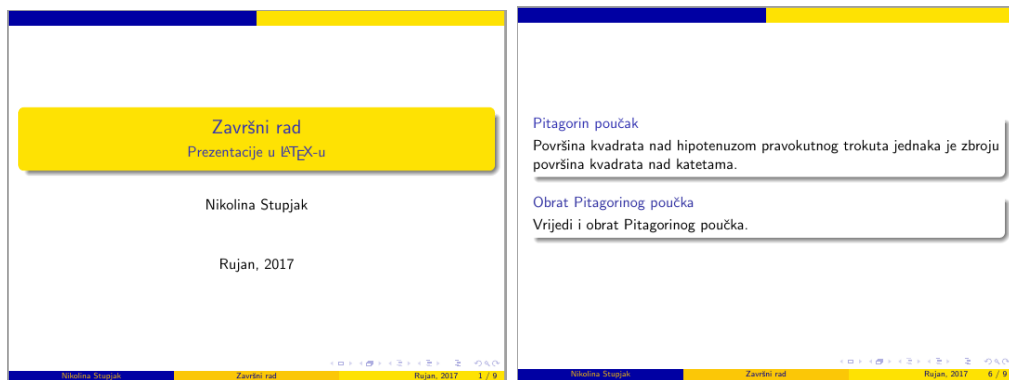 Završni rad
Prezentacije u LATEX-u
Nikolina Stupjak
Rujan, 2017
Nikolina Stupjak Završni rad Rujan, 2017 1 / 9
Pitagorin poučak
Površina kvadrata nad hipotenuzom pravokutnog trokuta jednaka je zbroju
površina kvadrata nad katetama.
Obrat Pitagorinog poučka
Vrijedi i obrat Pitagorinog poučka.
Nikolina Stupjak Završni rad Rujan, 2017 6 / 9